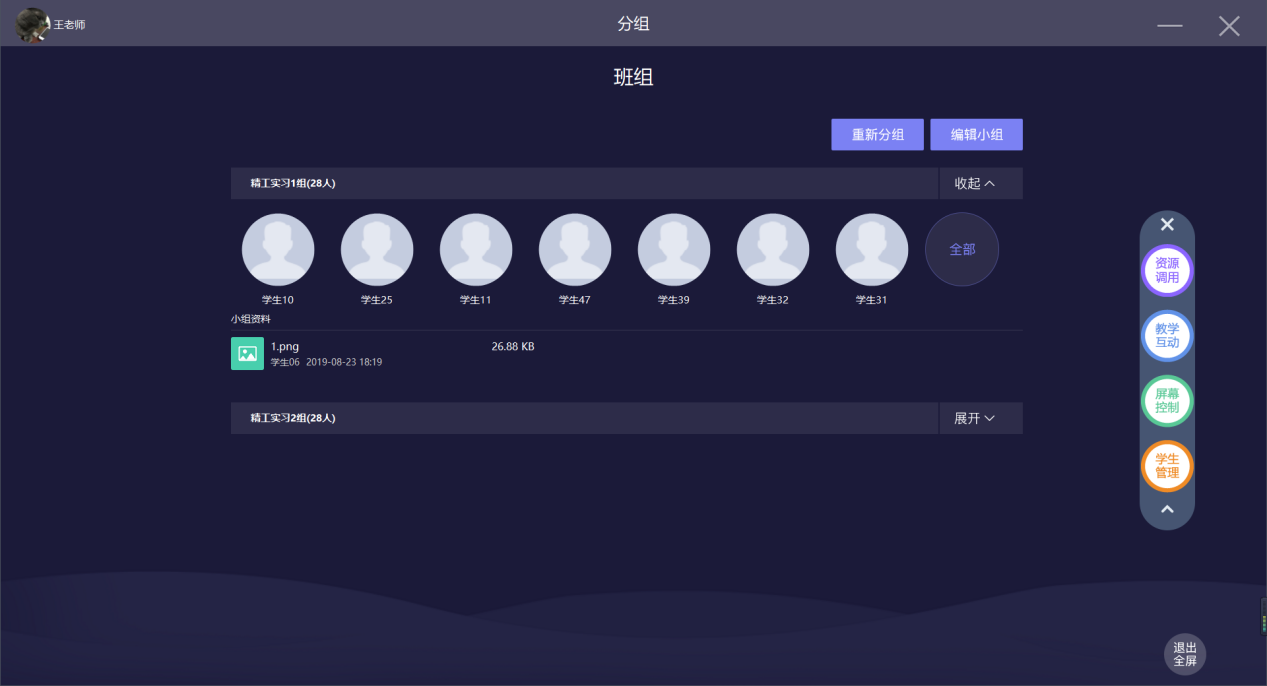 王老师
分组
班组
重新分组
编辑小组
精工实习1组(28人)
收起
学生10
学生25
学生11
学生47
学生39
学生32
学生31
全部
小组资料
1.png
26.88 KB
学生06 2019-08-23 18:19
精工实习2组(28人)
展开
资源
调用
教学
互动
屏幕
控制
学生
管理
退出
全屏